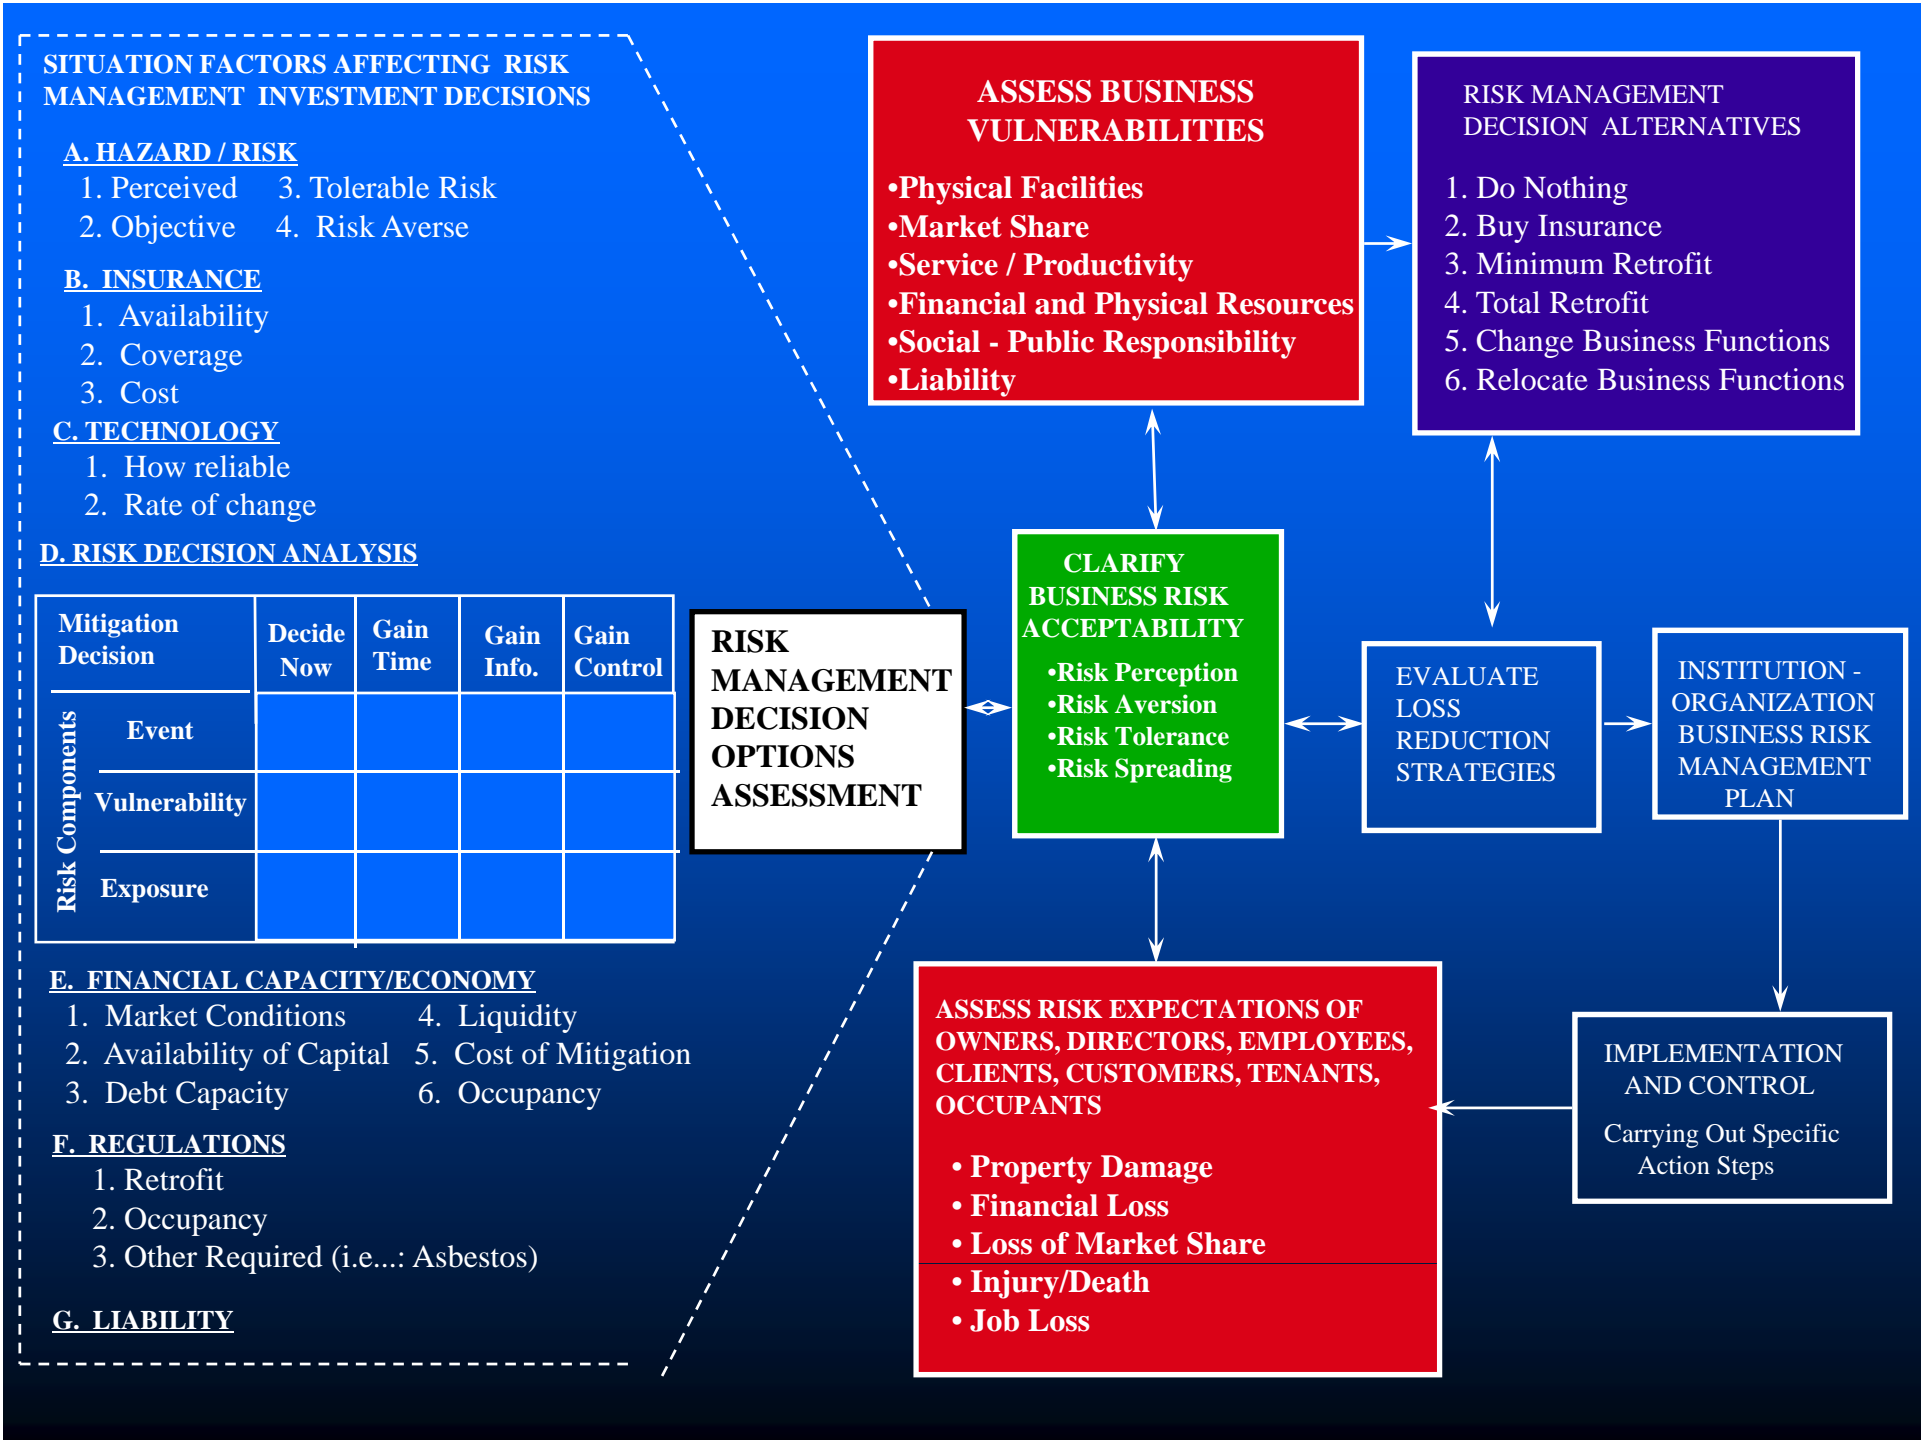 SITUATION FACTORS AFFECTING RISK
MANAGEMENT INVESTMENT DECISIONS
A. HAZARD / RISK
1. Perceived 3. Tolerable Risk
2. Objective 4. Risk Averse
B. INSURANCE
1. Availability
2. Coverage
3. Cost
C. TECHNOLOGY
1. How reliable
2. Rate of change
D. RISK DECISION ANALYSIS
Mitigation
Decision
Decide
Now
Gain
Time
Gain
Info.
Gain
Control
Risk Components
Event
Vulnerability
Exposure
E. FINANCIAL CAPACITY/ECONOMY
1. Market Conditions 4. Liquidity
2. Availability of Capital 5. Cost of Mitigation
3. Debt Capacity 6. Occupancy
F. REGULATIONS
1. Retrofit
2. Occupancy
3. Other Required (i.e...: Asbestos)
G. LIABILITY
RISK
MANAGEMENT
DECISION
OPTIONS
ASSESSMENT
ASSESS BUSINESS
VULNERABILITIES
•Physical Facilities
•Market Share
•Service / Productivity
•Financial and Physical Resources
•Social - Public Responsibility
•Liability
RISK MANAGEMENT
DECISION ALTERNATIVES
1. Do Nothing
2. Buy Insurance
3. Minimum Retrofit
4. Total Retrofit
5. Change Business Functions
6. Relocate Business Functions
CLARIFY
BUSINESS RISK
ACCEPTABILITY
•Risk Perception
•Risk Aversion
•Risk Tolerance
•Risk Spreading
EVALUATE
LOSS
REDUCTION
STRATEGIES
INSTITUTION -
ORGANIZATION
BUSINESS RISK
MANAGEMENT
PLAN
ASSESS RISK EXPECTATIONS OF
OWNERS, DIRECTORS, EMPLOYEES,
CLIENTS, CUSTOMERS, TENANTS,
OCCUPANTS
• Property Damage
• Financial Loss
• Loss of Market Share
• Injury/Death
• Job Loss
IMPLEMENTATION
AND CONTROL
Carrying Out Specific
Action Steps